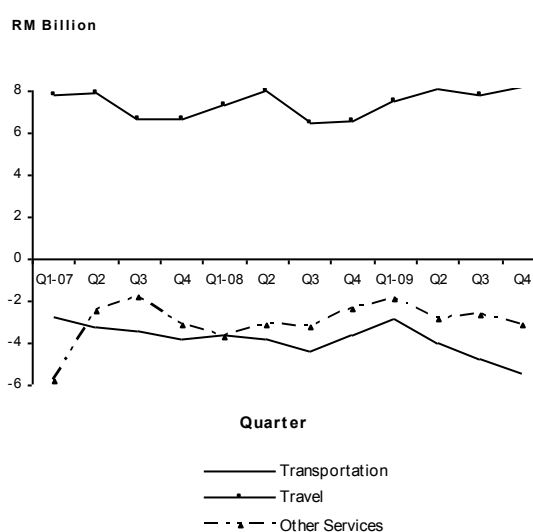 RM Billion
8
6
4
2
0
Q1-07 Q2 Q3 Q4 Q1-08 Q2 Q3 Q4 Q1-09 Q2 Q3 Q4
-2
-4
-6
Quarter
Transportation
Travel
Other Services